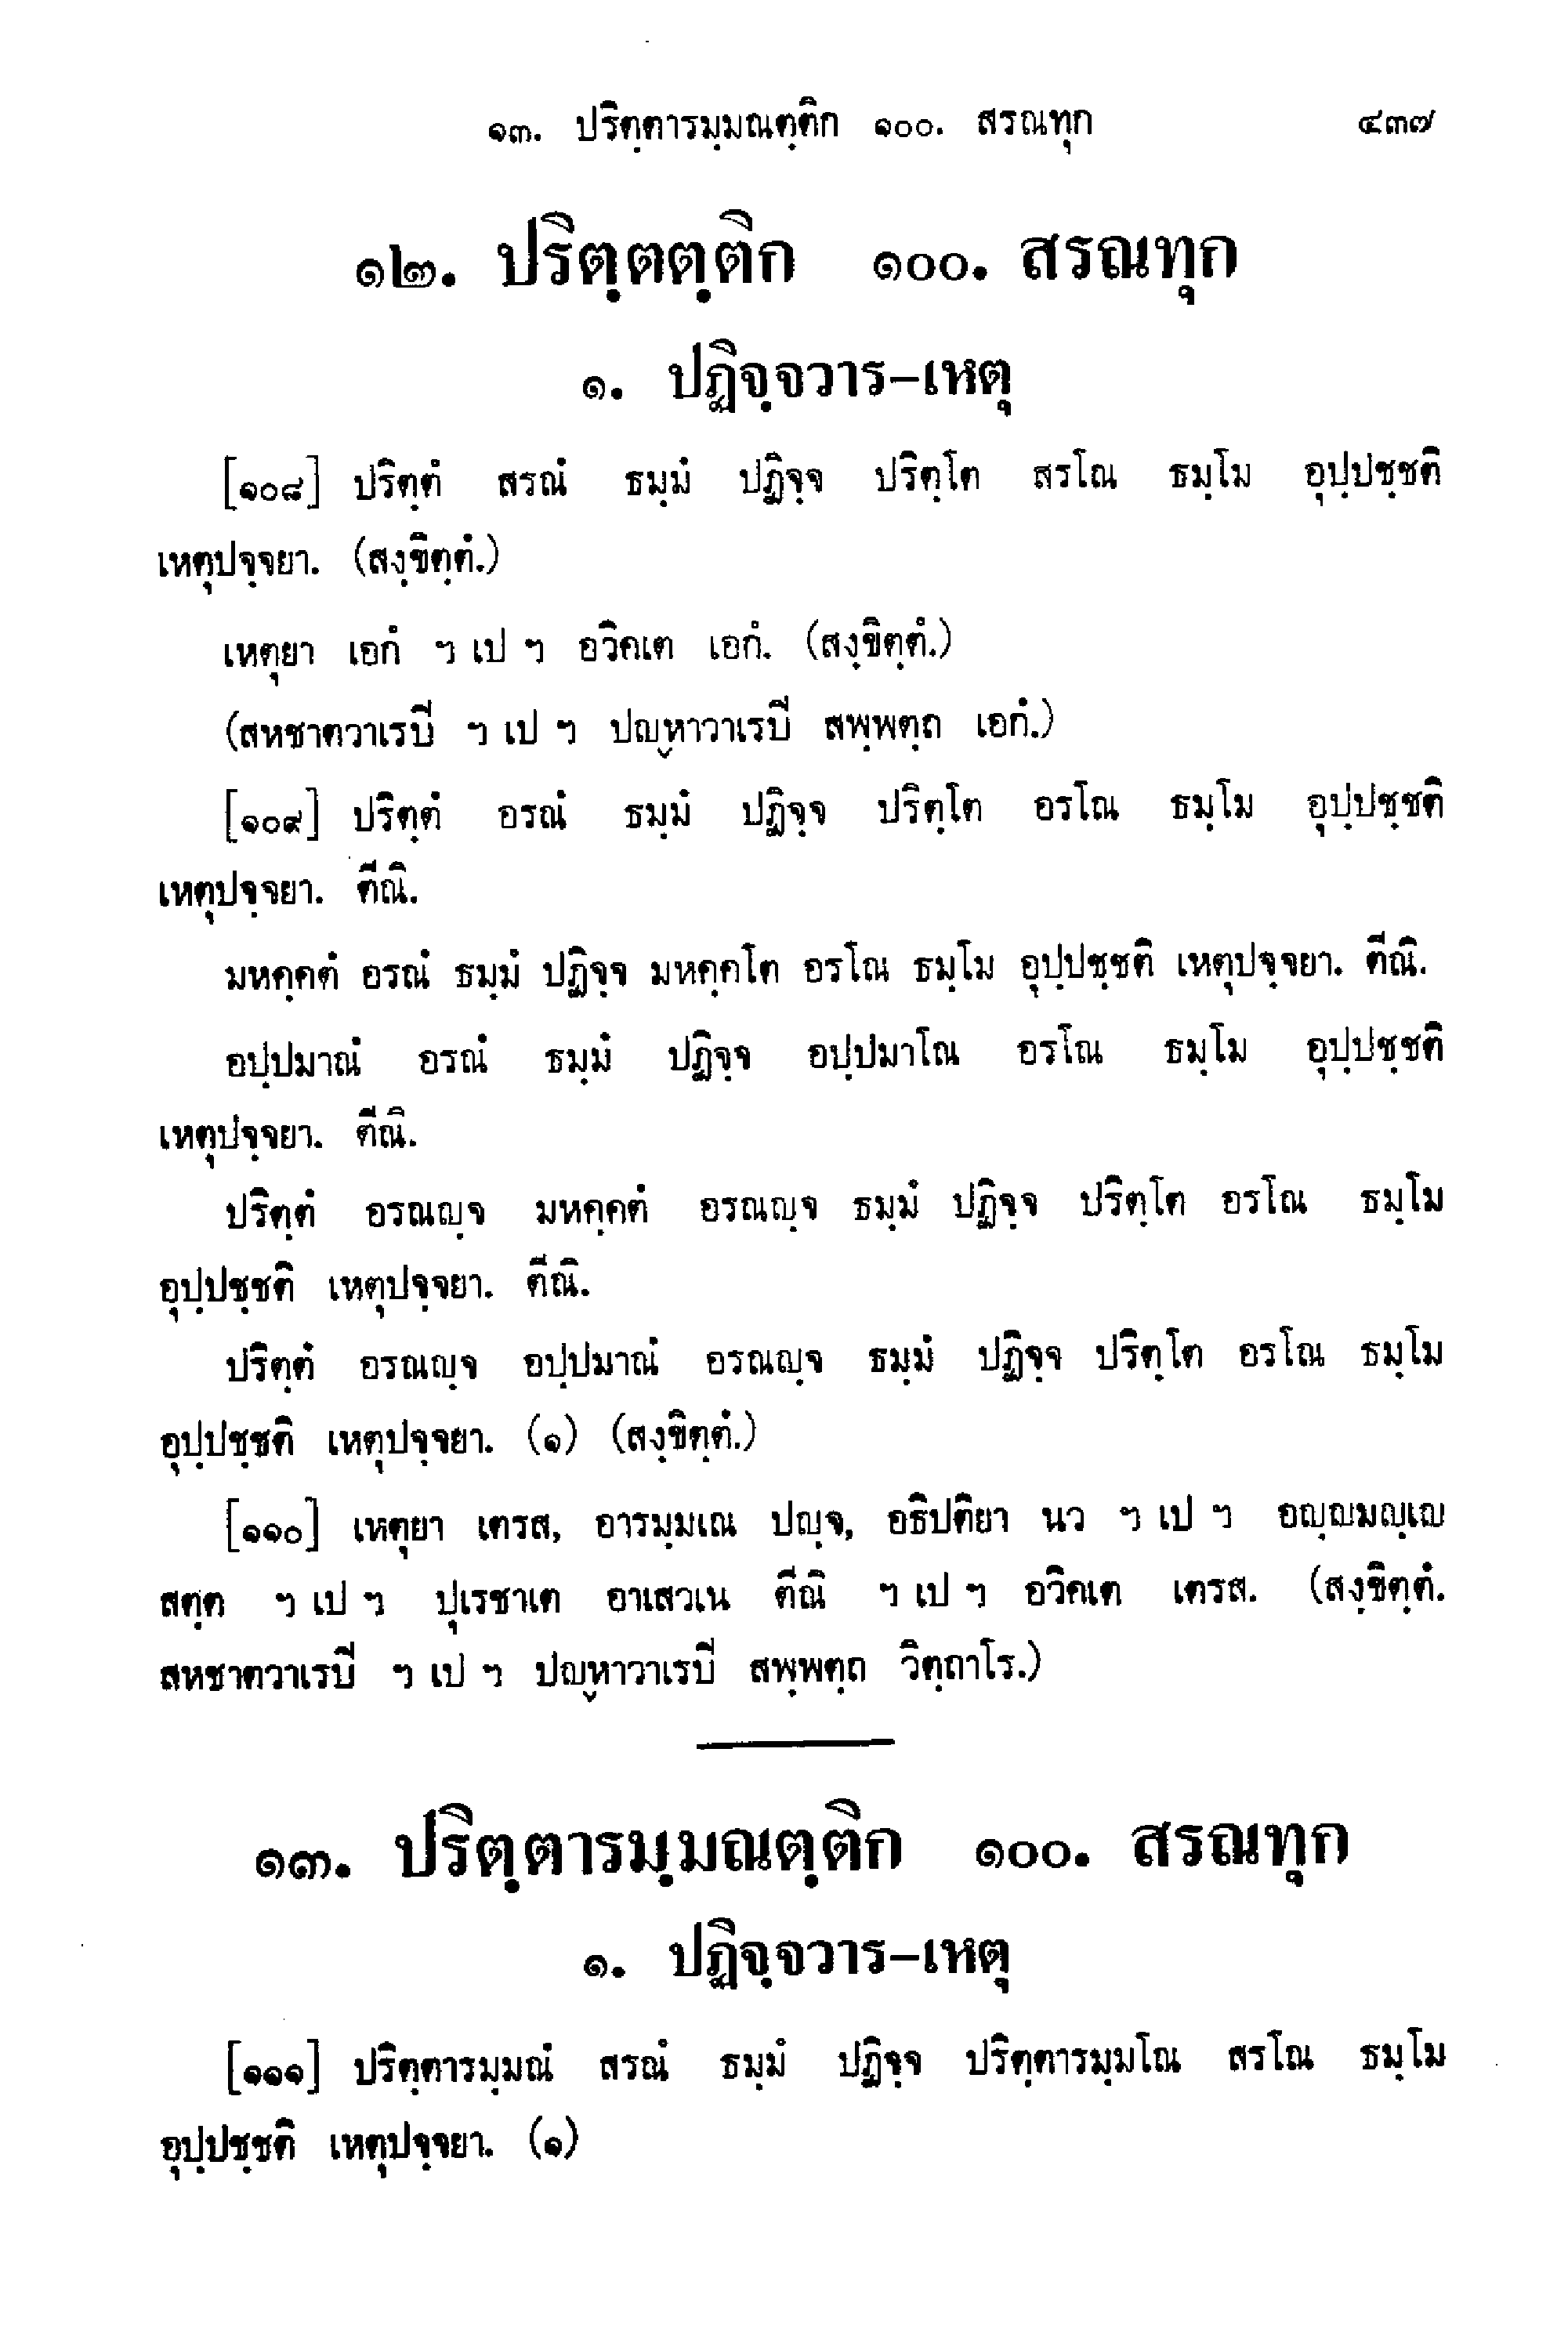 ๑๓. ปริตฺตารมฺมณตฺติก ๑๐๐. สรณทุก ๔๓๗
๑๒. ปริตฺตตฺติก ๑๐๐. สรณทุก
๑. ปฏิจฺจวาร-เหตุ
[๑๐๘] ปริตฺตํ สรณํ ธมฺมํ ปฏิจฺจ ปริตฺโต สรโณ ธมฺโม อุปฺปชฺชติ
เหตุปจฺจยา. (สงฺขิตฺตํ.)
เหตุยา เอกํ ฯ เป ฯ อวิคเต เอกํ. (สงฺขิตฺตํ.)
(สหชาตวาเรปี ฯ เป ฯ ปญฺหาวาเรปี สพฺพตฺถ เอกํ.)
[๑๐๙] ปริตฺตํ อรณํ ธมฺมํ ปฏิจฺจ ปริตฺโต อรโณ ธมฺโม อุปฺปชฺชติ
เหตุปจฺจยา. ตีณิ.
มหคฺคตํ อรณํ ธมฺมํ ปฏิจฺจ มหคฺคโต อรโณ ธมฺโม อุปฺปชฺชติ เหตุปจฺจยา. ตีณิ.
อปฺปมาณํ อรณํ ธมฺมํ ปฏิจฺจ อปฺปมาโณ อรโณ ธมฺโม อุปฺปชฺชติ
เหตุปจฺจยา. ตีณิ.
ปริตฺตํ อรณญฺจ มหคฺคตํ อรณญฺจ ธมฺมํ ปฏิจฺจ ปริตฺโต อรโณ ธมฺโม
อุปฺปชฺชติ เหตุปจฺจยา. ตีณิ.
ปริตฺตํ อรณญฺจ อปฺปมาณํ อรณญฺจ ธมฺมํ ปฏิจฺจ ปริตฺโต อรโณ ธมฺโม
อุปฺปชฺชติ เหตุปจฺจยา. (๑) (สงฺขิตฺตํ.)
[๑๑๐] เหตุยา เตรส, อารมฺมเณ ปญฺจ, อธิปติยา นว ฯ เป ฯ อญฺญมญฺเญ
สตฺต ฯ เป ฯ ปุเรชาเต อาเสวเน ตีณิ ฯ เป ฯ อวิคเต เตรส. (สงฺขิตฺตํ.
สหชาตวาเรปี ฯ เป ฯ ปญฺหาวาเรปี สพฺพตฺถ วิตฺถาโร.)
๑๓. ปริตฺตารมฺมณตฺติก ๑๐๐. สรณทุก
๑. ปฏิจฺจวาร-เหตุ
[๑๑๑] ปริตฺตารมฺมณํ สรณํ ธมฺมํ ปฏิจฺจ ปริตฺตารมฺมโณ สรโณ ธมฺโม
อุปฺปชฺชติ เหตุปจฺจยา. (๑)